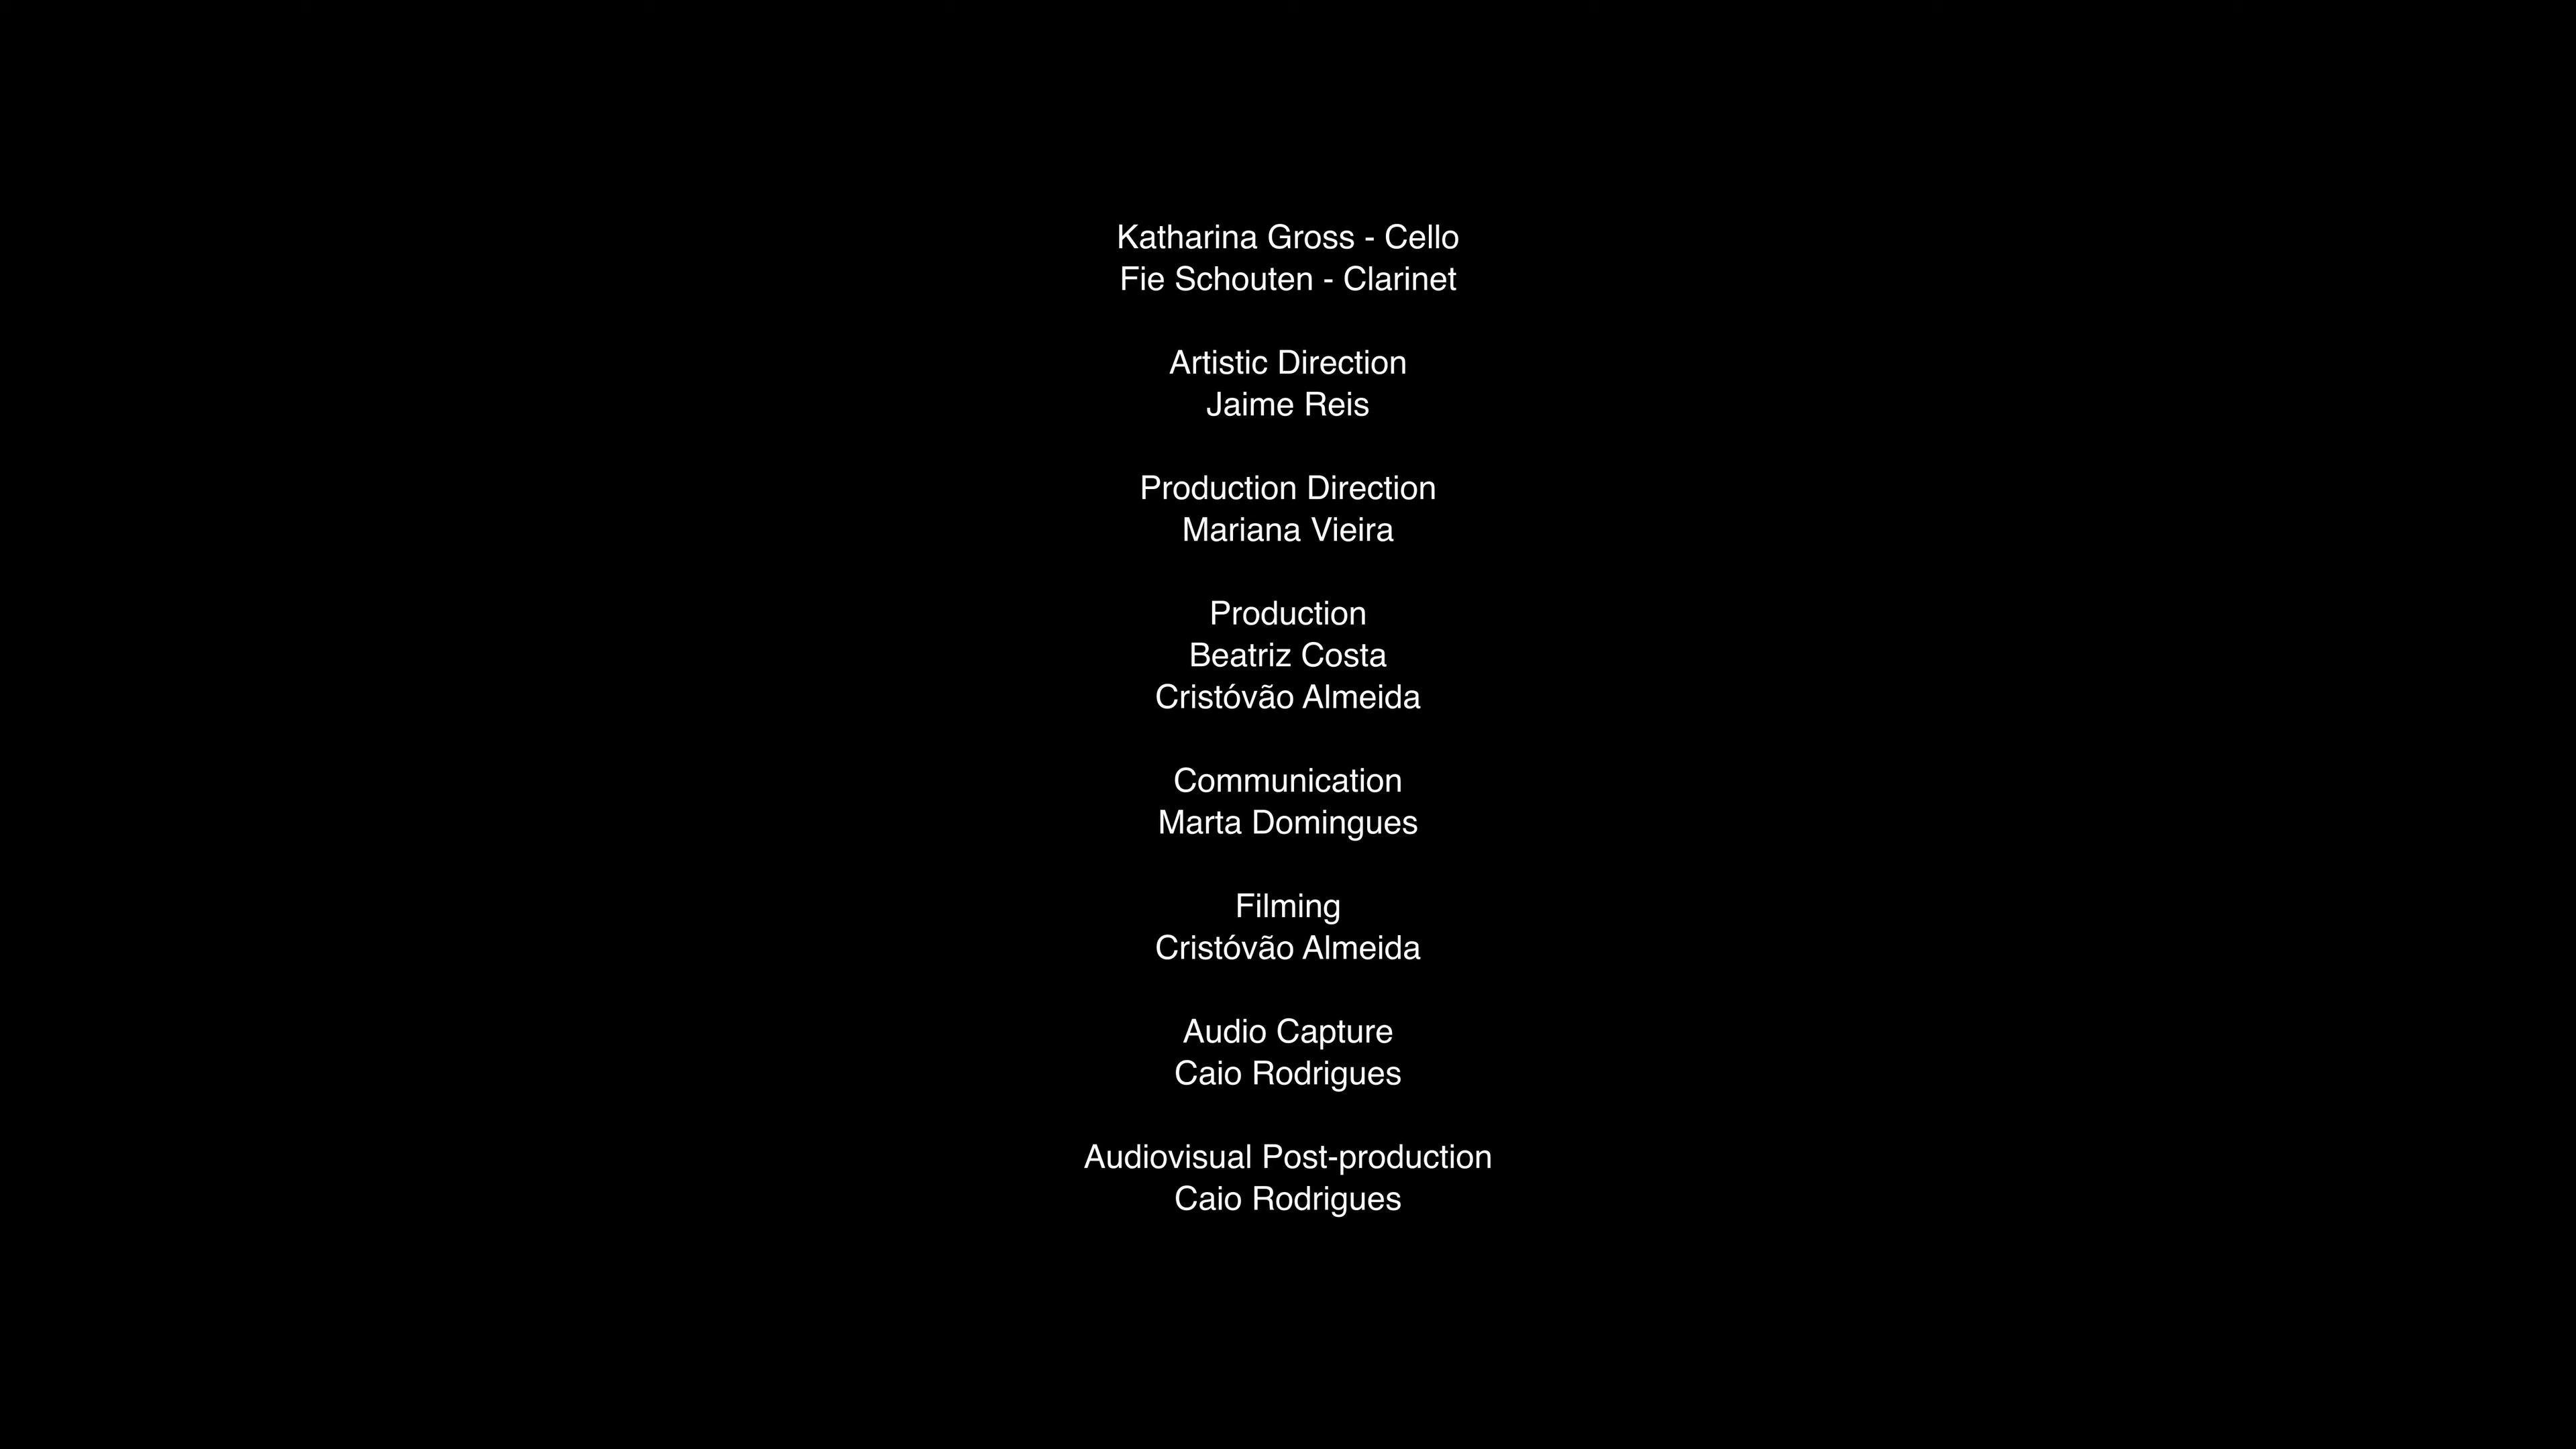 Katharina Gross - Cello
Fie Schouten - Clarinet
Artistic Direction
Jaime Reis
Production Direction
Mariana Vieira
Production
Beatriz Costa
Cristóvão Almeida
Communication
Marta Domingues
Filming
Cristóvão Almeida
Audio Capture
Caio Rodrigues
Audiovisual Post-production
Caio Rodrigues